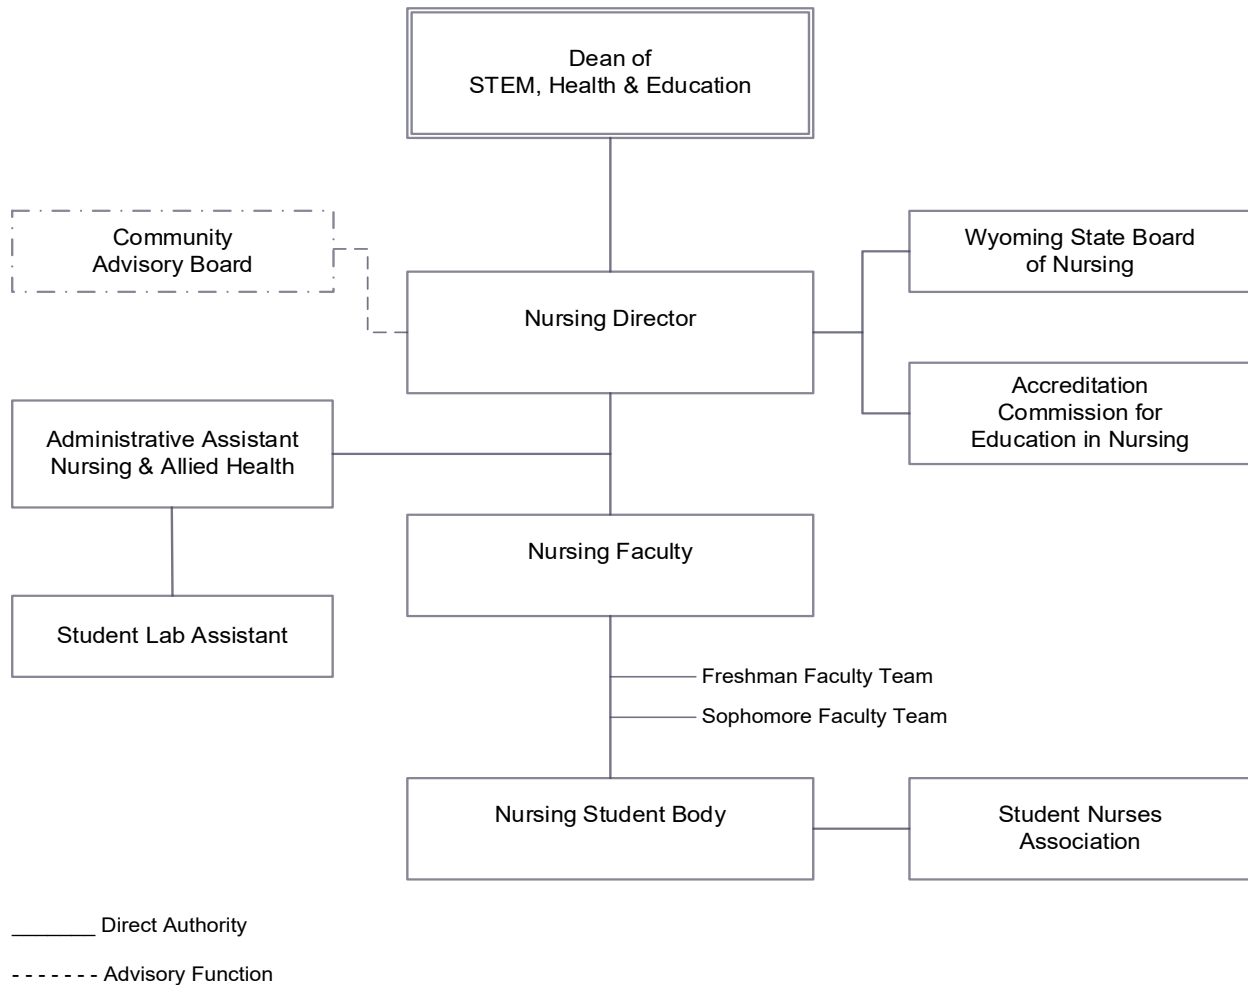 Dean of
STEM, Health & Education
Community
Advisory Board
Wyoming State Board
of Nursing
Nursing Director
Accreditation
Commission for
Education in Nursing
Administrative Assistant
Nursing & Allied Health
Nursing Faculty
Student Lab Assistant
Freshman Faculty Team
Sophomore Faculty Team
Nursing Student Body
Student Nurses
Association
_______ Direct Authority
- - - - - - - Advisory Function